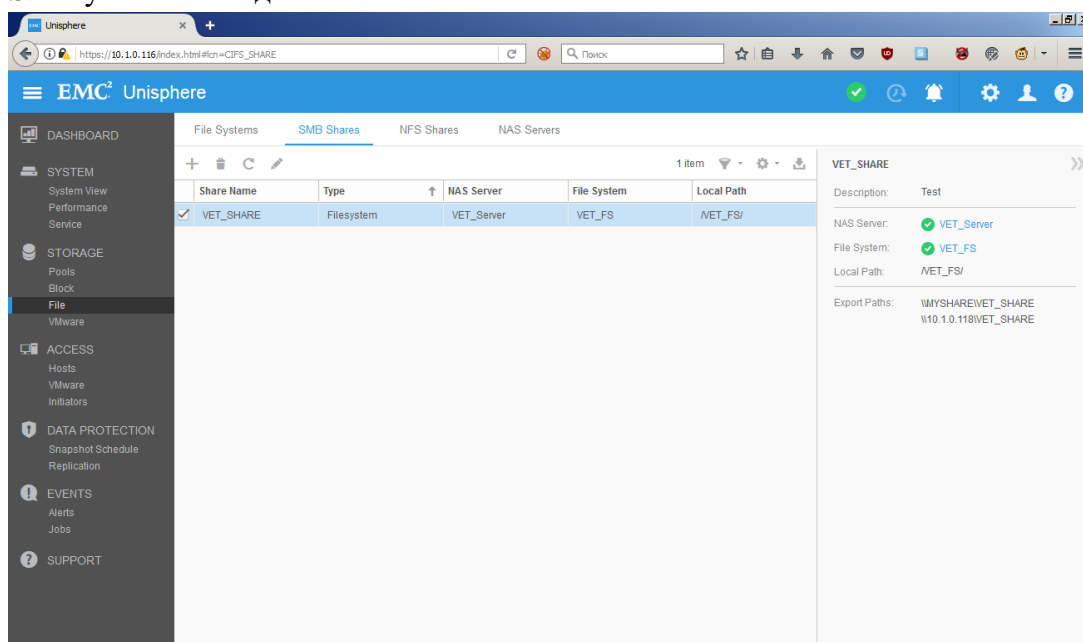 Unisphere
https://10.1.0.116/index.html#lcn=CIFS_SHARE
Поиск
EMC² Unisphere
DASHBOARD
SYSTEM
System View
Performance
Service
STORAGE
Pools
Block
File
VMware
ACCESS
Hosts
VMware
Initiators
DATA PROTECTION
Snapshot Schedule
Replication
EVENTS
Alerts
Jobs
SUPPORT
File Systems SMB Shares NFS Shares NAS Servers
1 item
Share Name Type NAS Server File System Local Path
VET_SHARE Filesystem VET_Server VET_FS /VET_FS/
VET_SHARE
Description: Test
NAS Server: VET_Server
File System: VET_FS
Local Path: /VET_FS/
Export Paths: \\MYSHARE\VET_SHARE
\\10.1.0.118\VET_SHARE